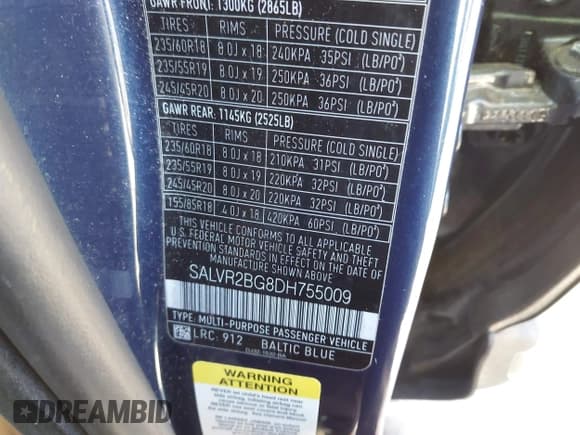 GAWR FRONT: 1300KG (2865LB)
TIRES RIMS PRESSURE (COLD SINGLE)
235/60R18 8.0J x 18 240KPA 35PSI (LB/PO²)
235/55R19 8.0J x 19 250KPA 36PSI (LB/PO²)
245/45R20 8.0J x 20 250KPA 36PSI (LB/PO²)
GAWR REAR: 1145KG (2525LB)
TIRES RIMS PRESSURE (COLD SINGLE)
235/60R18 8.0J x 18 210KPA 31PSI (LB/PO²)
235/55R19 8.0J x 19 220KPA 32PSI (LB/PO²)
245/45R20 8.0J x 20 220KPA 32PSI (LB/PO²)
155/85R18 4.0J x 18 420KPA 60PSI (LB/PO²)
THIS VEHICLE CONFORMS TO ALL APPLICABLE
U.S. FEDERAL MOTOR VEHICLE SAFETY AND THEFT
PREVENTION STANDARDS IN EFFECT ON THE DATE OF
MANUFACTURE SHOWN ABOVE.
SALVR2BG8DH755009
TYPE: MULTI-PURPOSE PASSENGER VEHICLE
LRC: 912 BALTIC BLUE
WARNING
ATTENTION
NEVER
DREAMBID